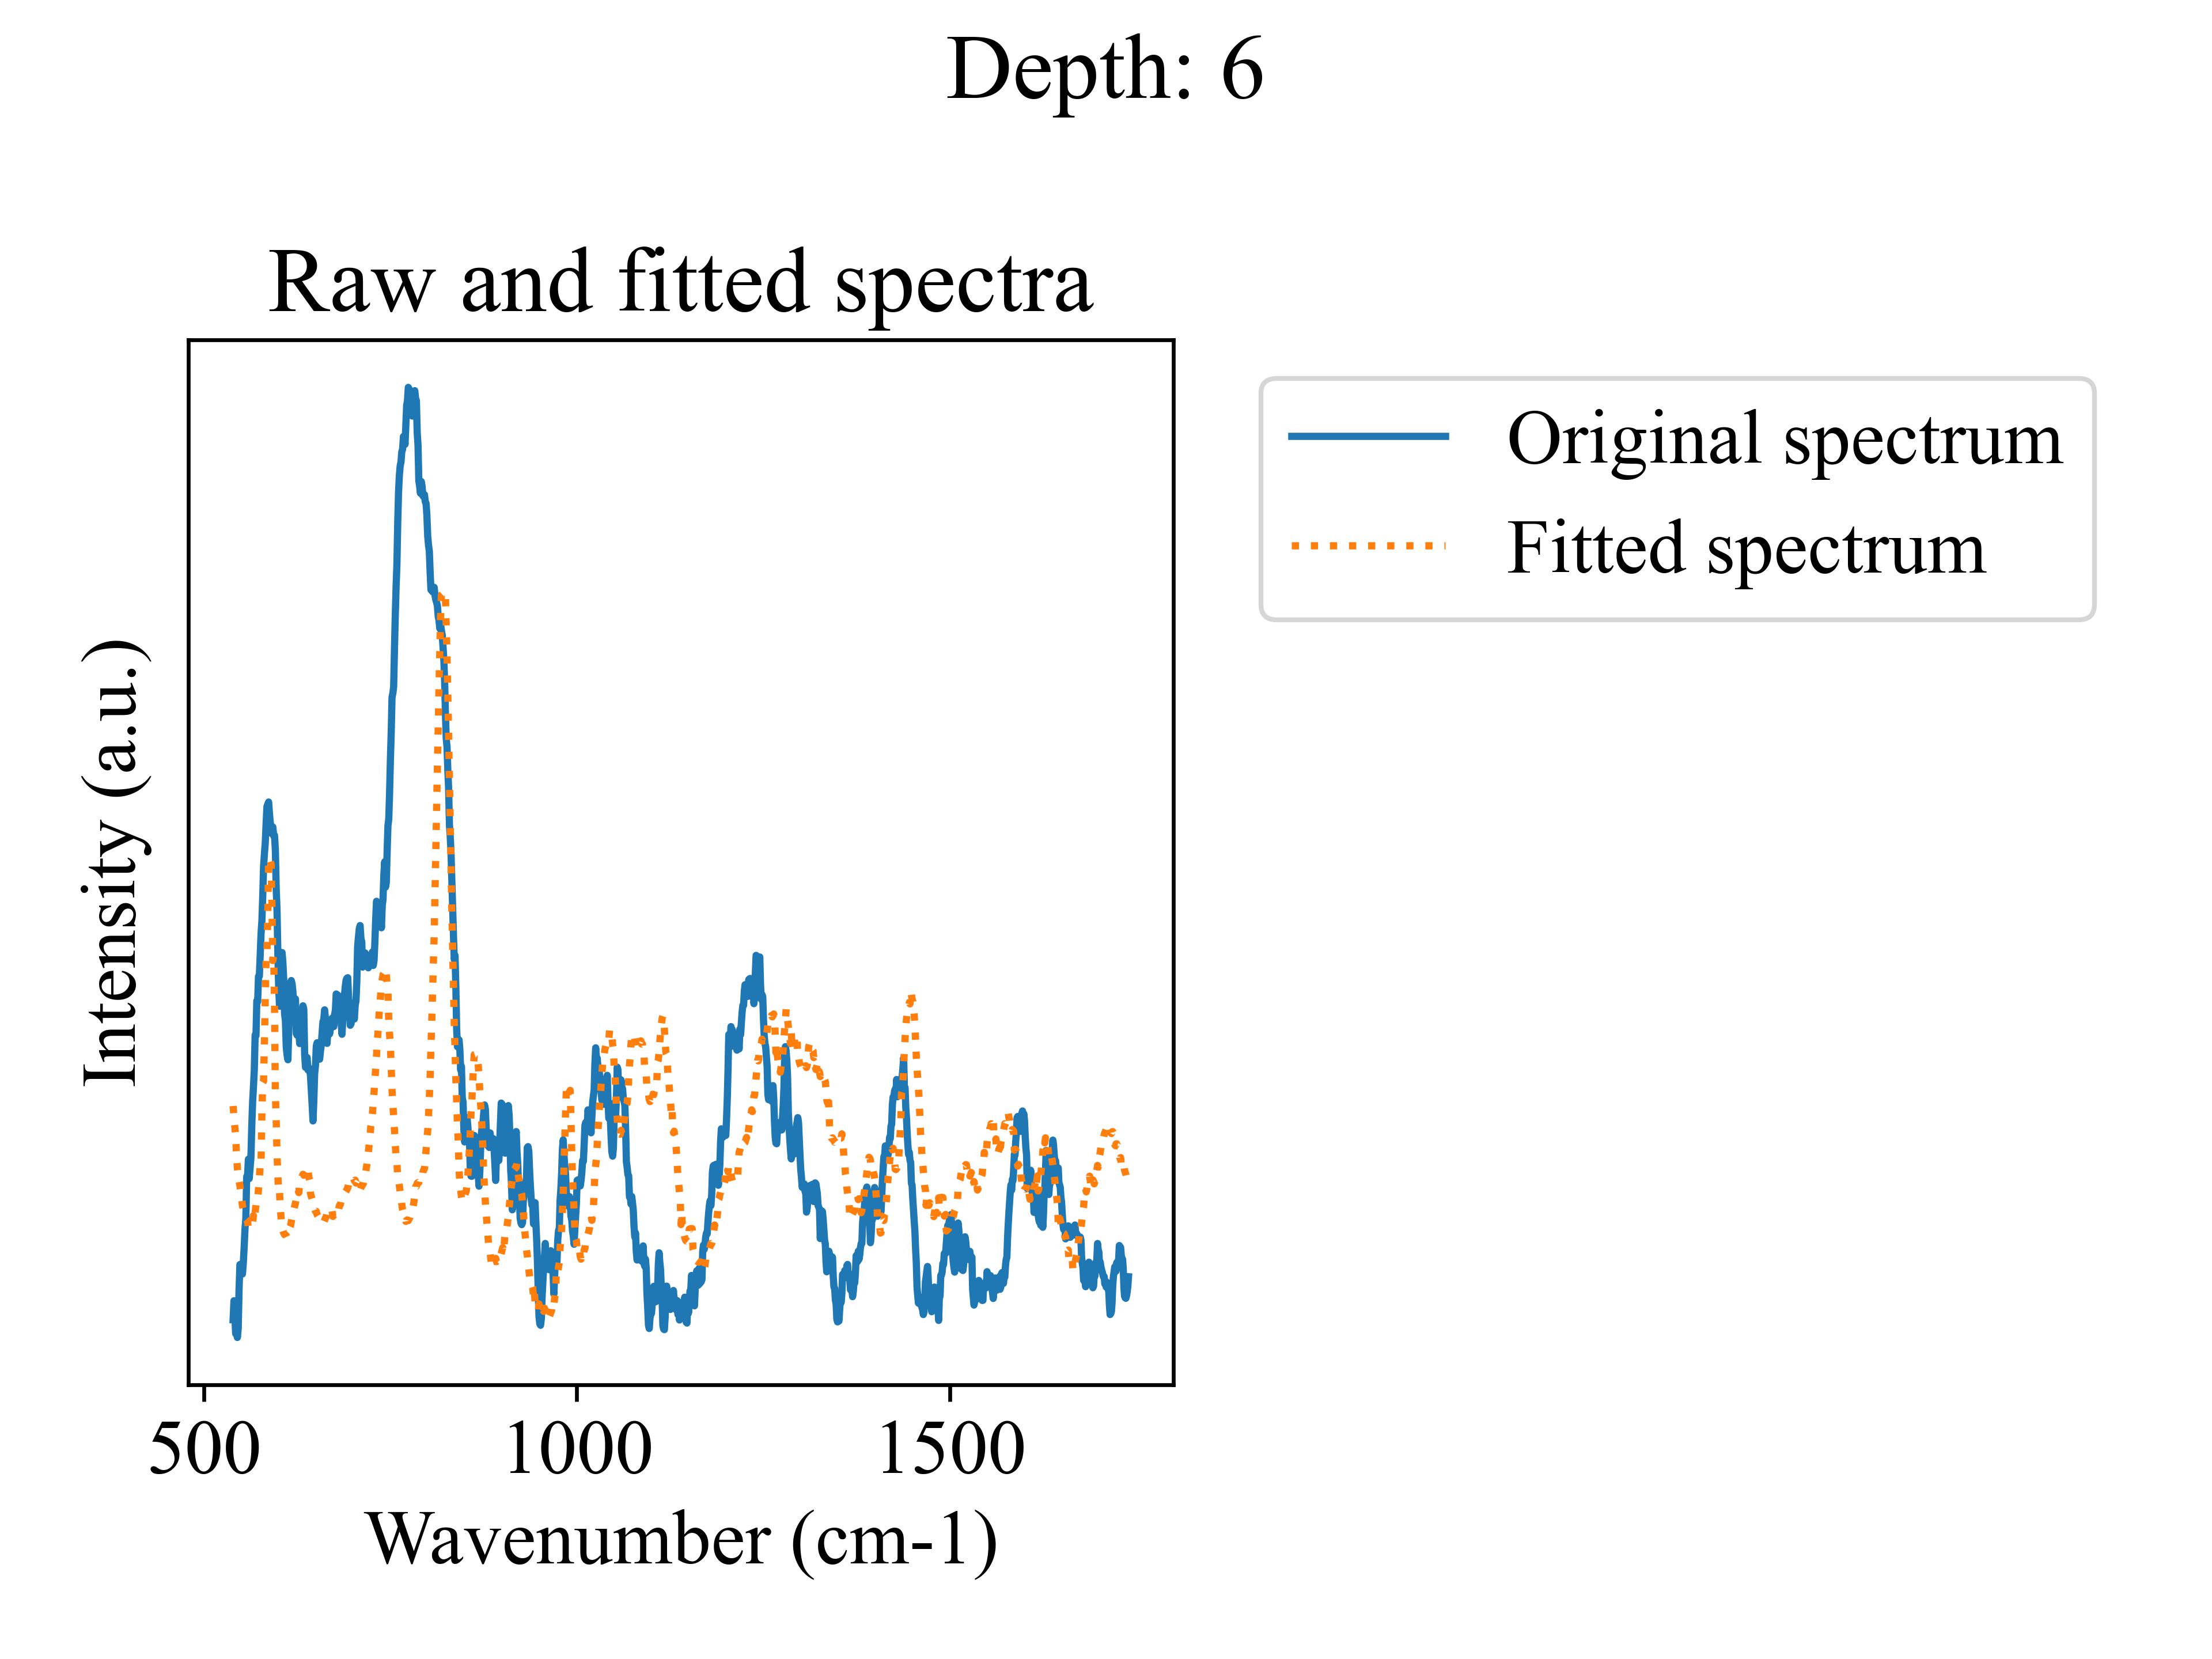 Depth: 6
Raw and fitted spectra
Original spectrum
Fitted spectrum
Intensity (a.u.)
500 1000 1500
Wavenumber (cm-1)